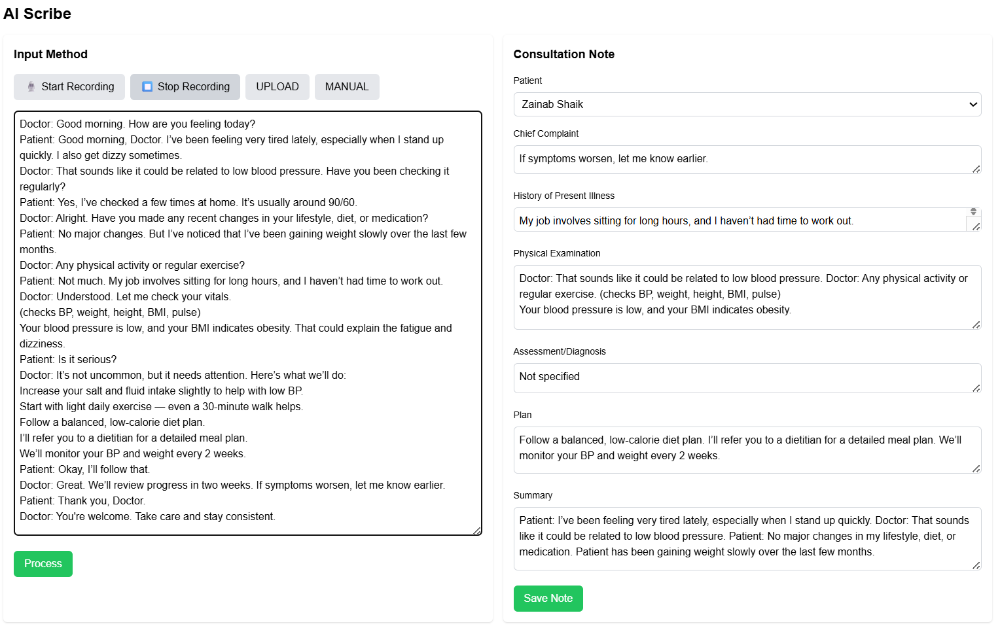 AI Scribe
Input Method
Start Recording
Stop Recording
UPLOAD
MANUAL
Doctor: Good morning. How are you feeling today?
Patient: Good morning, Doctor. I’ve been feeling very tired lately, especially when I stand up
quickly. I also get dizzy sometimes.
Doctor: That sounds like it could be related to low blood pressure. Have you been checking it
regularly?
Patient: Yes, I’ve checked a few times at home. It’s usually around 90/60.
Doctor: Alright. Have you made any recent changes in your lifestyle, diet, or medication?
Patient: No major changes. But I’ve noticed that I’ve been gaining weight slowly over the last few
months.
Doctor: Any physical activity or regular exercise?
Patient: Not much. My job involves sitting for long hours, and I haven’t had time to work out.
Doctor: Understood. Let me check your vitals.
(checks BP, weight, height, BMI, pulse)
Your blood pressure is low, and your BMI indicates obesity. That could explain the fatigue and
dizziness.
Patient: Is it serious?
Doctor: It’s not uncommon, but it needs attention. Here’s what we’ll do:
Increase your salt and fluid intake slightly to help with low BP.
Start with light daily exercise — even a 30-minute walk helps.
Follow a balanced, low-calorie diet plan.
I’ll refer you to a dietitian for a detailed meal plan.
We’ll monitor your BP and weight every 2 weeks.
Patient: Okay, I’ll follow that.
Doctor: Great. We’ll review progress in two weeks. If symptoms worsen, let me know earlier.
Patient: Thank you, Doctor.
Doctor: You're welcome. Take care and stay consistent.
Process
Consultation Note
Patient
Zainab Shaik
Chief Complaint
If symptoms worsen, let me know earlier.
History of Present Illness
My job involves sitting for long hours, and I haven’t had time to work out.
Physical Examination
Doctor: That sounds like it could be related to low blood pressure. Doctor: Any physical activity or
regular exercise. (checks BP, weight, height, BMI, pulse)
Your blood pressure is low, and your BMI indicates obesity.
Assessment/Diagnosis
Not specified
Plan
Follow a balanced, low-calorie diet plan. I’ll refer you to a dietitian for a detailed meal plan. We’ll
monitor your BP and weight every 2 weeks.
Summary
Patient: I’ve been feeling very tired lately, especially when I stand up quickly. Doctor: That sounds
like it could be related to low blood pressure. Patient: No major changes in my lifestyle, diet, or
medication. Patient has been gaining weight slowly over the last few months.
Save Note